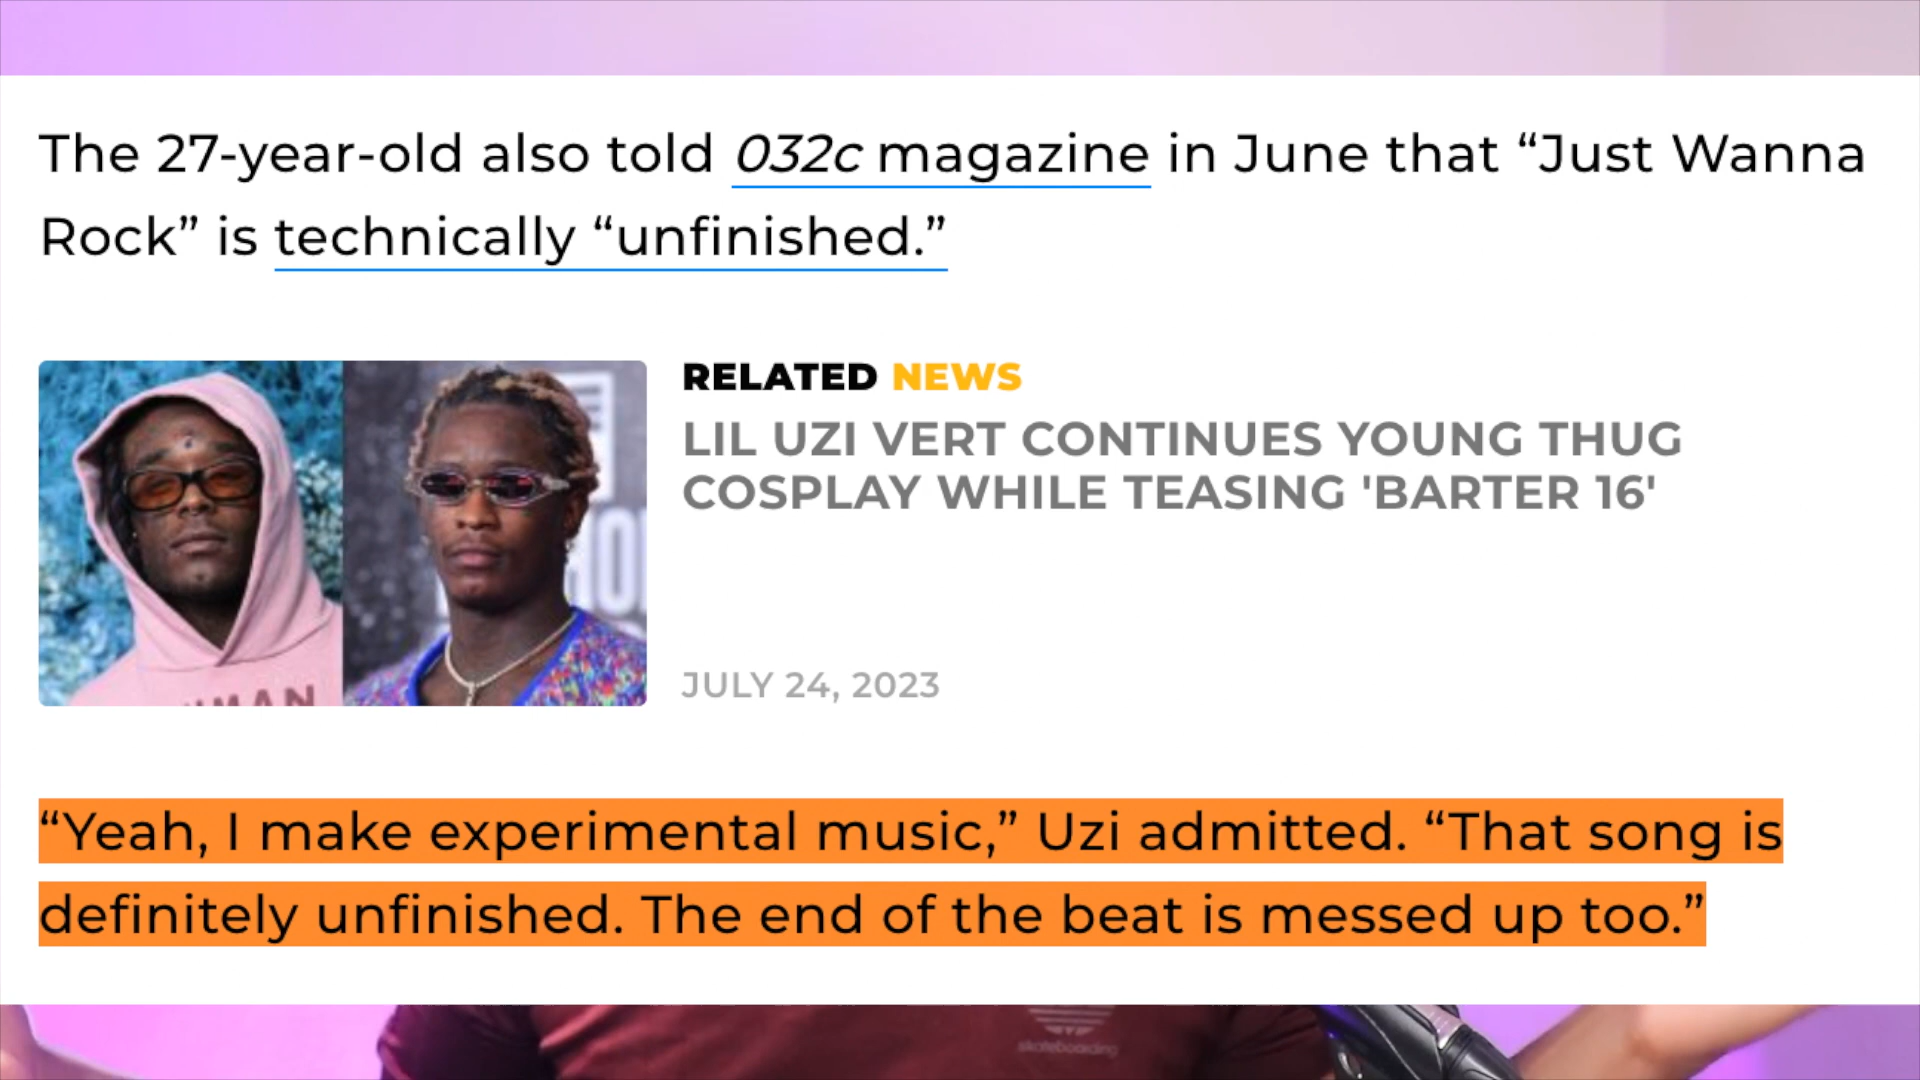 The 27-year-old also told 032c magazine in June that “Just Wanna
Rock” is technically “unfinished.”
RELATED NEWS
LIL UZI VERT CONTINUES YOUNG THUG
COSPLAY WHILE TEASING 'BARTER 16'
JULY 24, 2023
“Yeah, I make experimental music,” Uzi admitted. “That song is
definitely unfinished. The end of the beat is messed up too.”
skateboarding